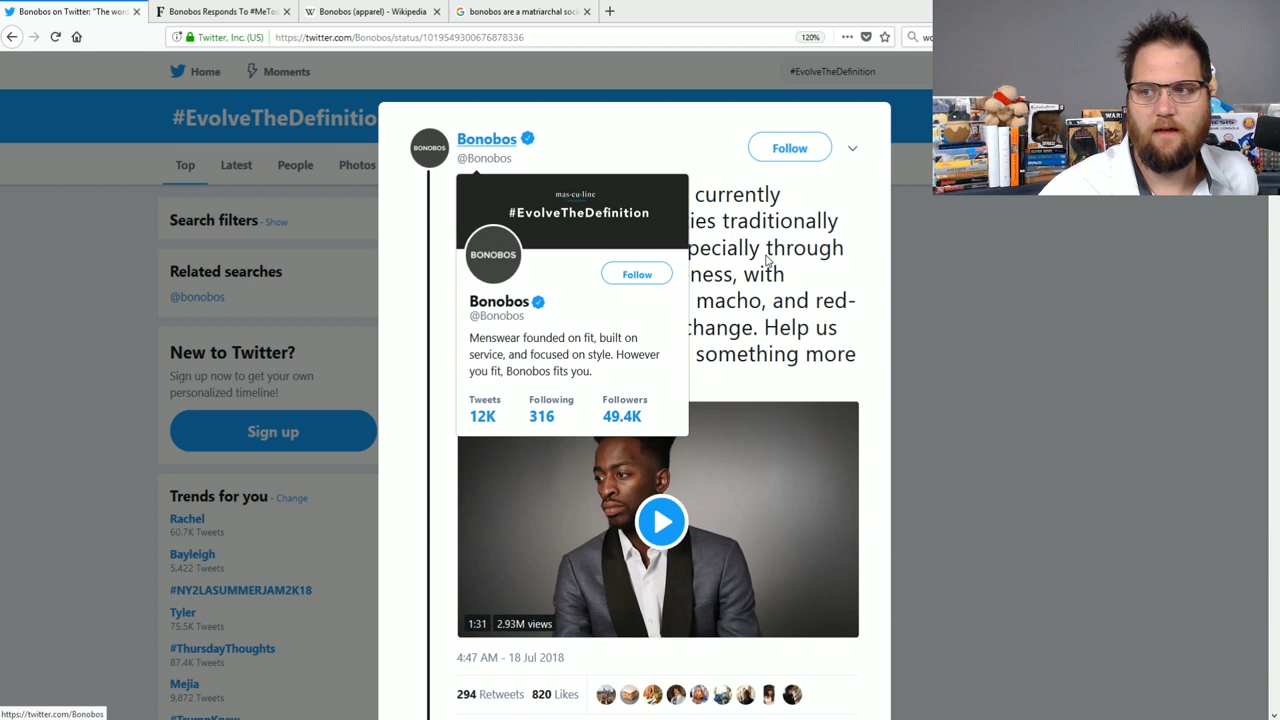 Bonobos on Twitter: "The word
Bonobos Responds To #MeToo
Bonobos (apparel) - Wikipedia
bonobos are a matriarchal soci
Twitter, Inc. (US)
https://twitter.com/Bonobos/status/1019549300676878336
120%
Home
Moments
#EvolveTheDefinition
#EvolveTheDefinitio
Top
Latest
People
Photos
Search filters · Show
Related searches
@bonobos
New to Twitter?
Sign up now to get your own
personalized timeline!
Sign up
Trends for you · Change
Rachel
60.7K Tweets
Bayleigh
5,422 Tweets
#NY2LASUMMERJAM2K18
Tyler
75.5K Tweets
#ThursdayThoughts
87.4K Tweets
Mejia
9,872 Tweets
BONOBOS
Bonobos
@Bonobos
Follow
currently
ies traditionally
pecially through
ness, with
macho, and red-
change. Help us
something more
mas·cu·line
#EvolveTheDefinition
BONOBOS
Follow
Bonobos
@Bonobos
Menswear founded on fit, built on
service, and focused on style. However
you fit, Bonobos fits you.
Tweets
Following
Followers
12K
316
49.4K
1:31
2.93M views
4:47 AM - 18 Jul 2018
294 Retweets
820 Likes
https://twitter.com/Bonobos